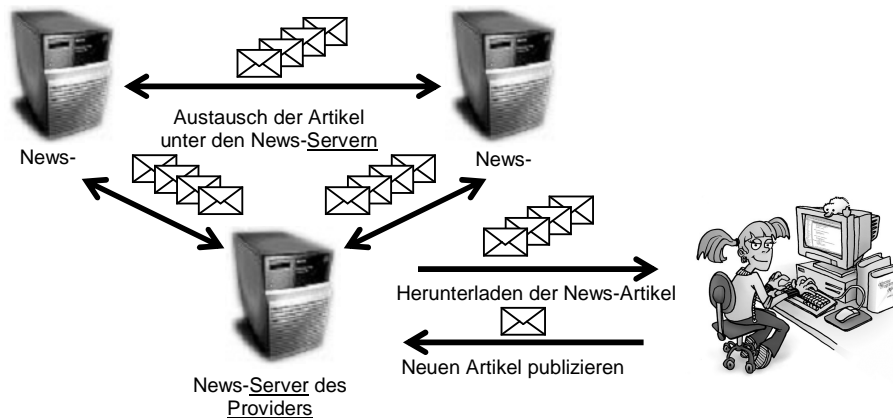 Austausch der Artikel
unter den News-Servern
News-
News-
Herunterladen der News-Artikel
Neuen Artikel publizieren
News-Server des
Providers